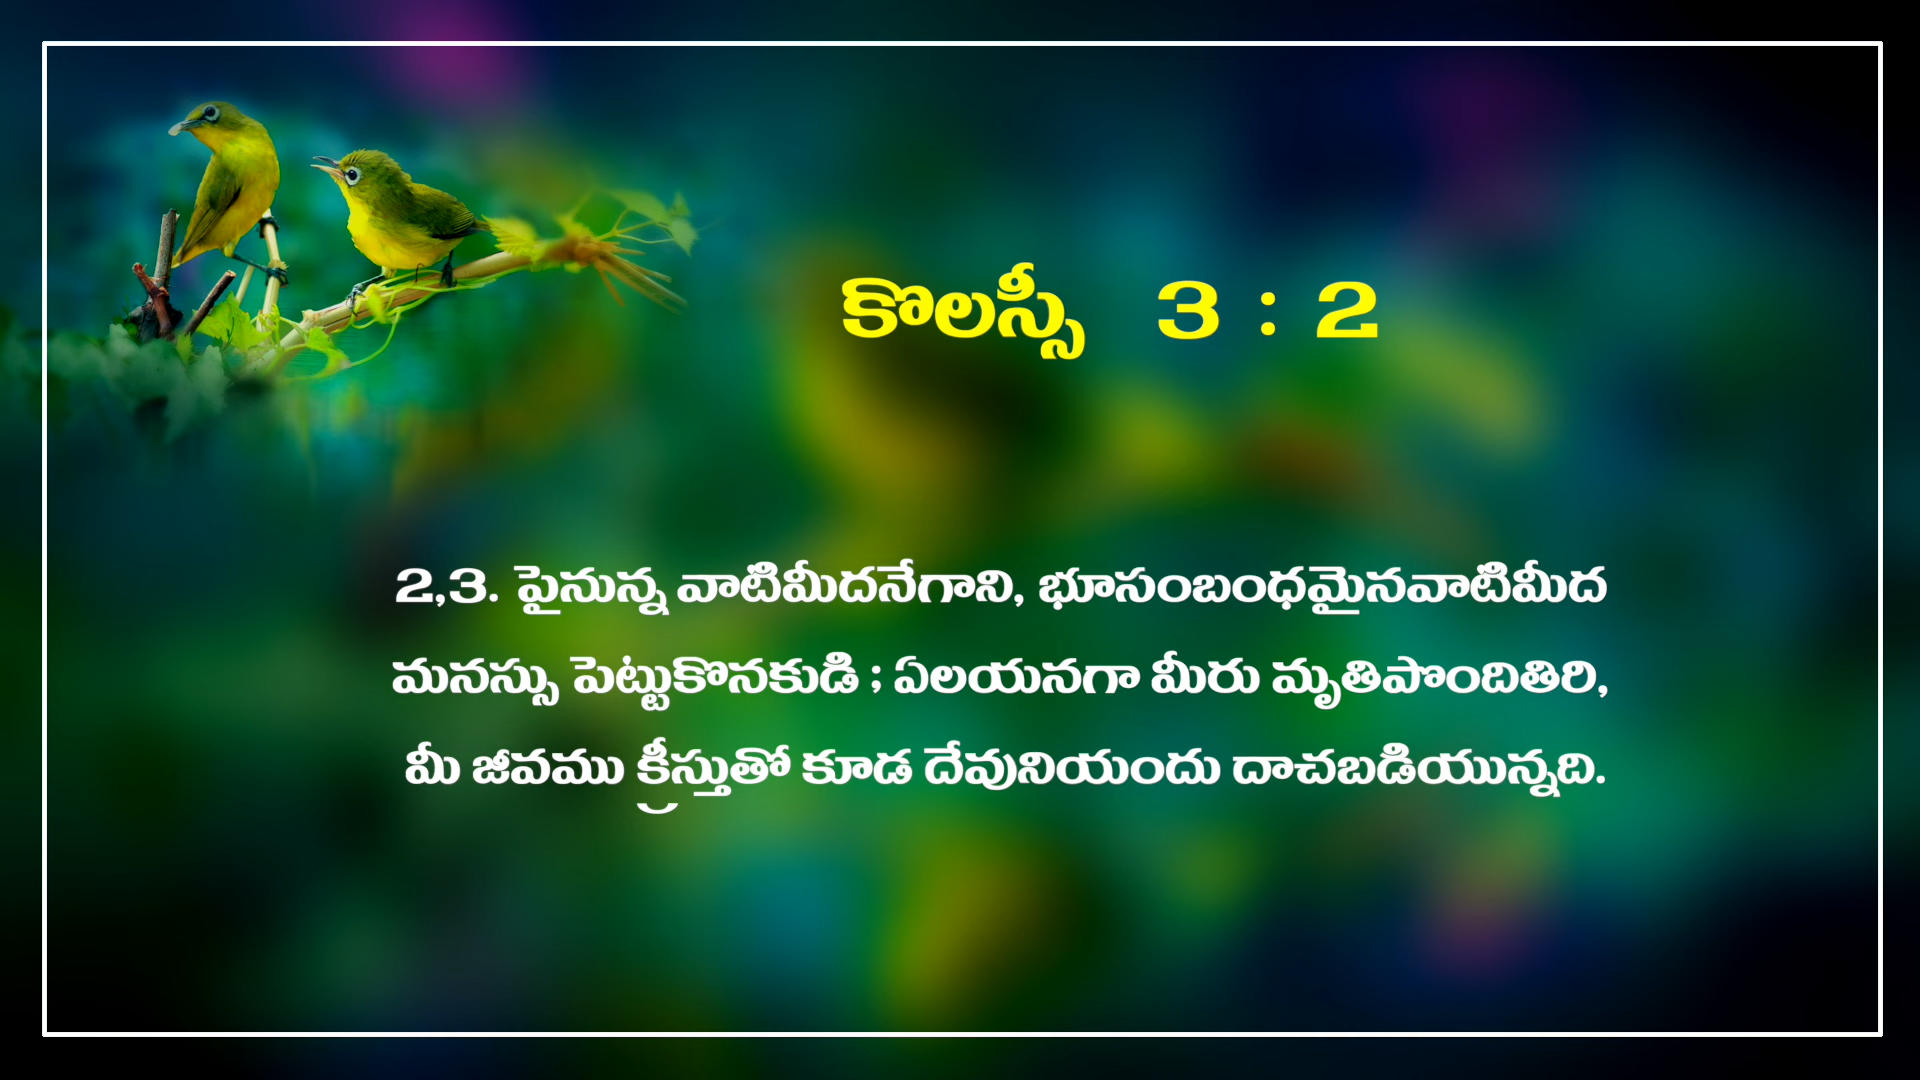 కొలస్సీ 3 : 2
2,3. పైనున్న వాటిమీదనేగాని, భూసంబంధమైనవాటిమీద
మనస్సు పెట్టుకొనకుడి ; ఏలయనగా మీరు మృతిపొందితిరి,
మీ జీవము క్రీస్తుతో కూడ దేవునియందు దాచబడియున్నది.